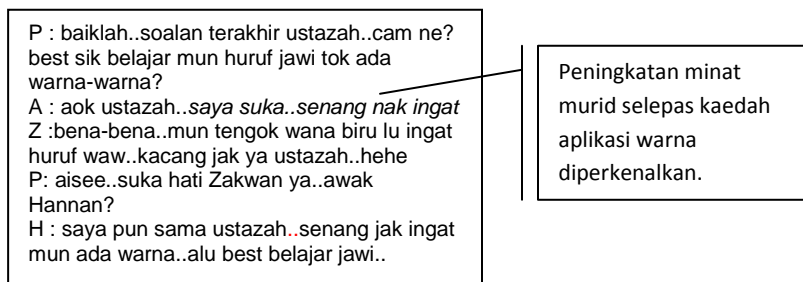 P : baiklah..soalan terakhir ustazah..cam ne?
best sik belajar mun huruf jawi tok ada
warna-warna?
A : aok ustazah..saya suka..senang nak ingat
Z :bena-bena..mun tengok wana biru lu ingat
huruf waw..kacang jak ya ustazah..hehe
P: aisee..suka hati Zakwan ya..awak
Hannan?
H : saya pun sama ustazah..senang jak ingat
mun ada warna..alu best belajar jawi..
Peningkatan minat
murid selepas kaedah
aplikasi warna
diperkenalkan.